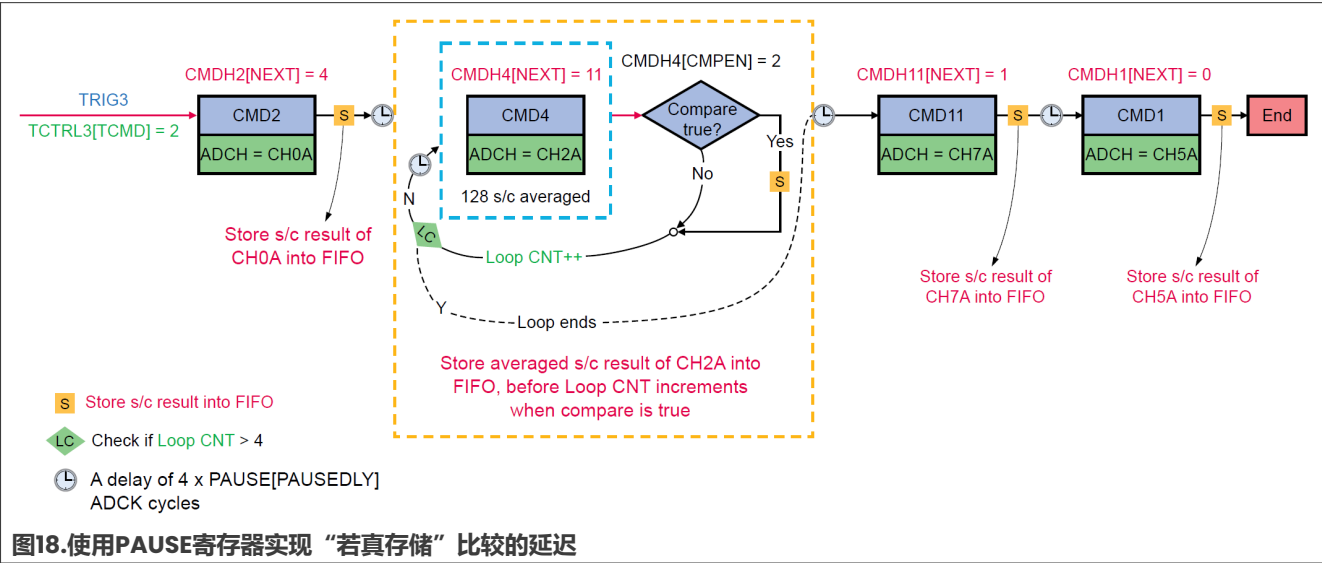 CMDH2[NEXT] = 4
TRIG3
TCTRL3[TCMD] = 2
CMD2
ADCH = CH0A
S
Store s/c result of
CH0A into FIFO
CMDH4[NEXT] = 11
CMD4
ADCH = CH2A
128 s/c averaged
CMDH4[CMPEN] = 2
Compare
true?
Yes
No
S
N
LC
Loop CNT++
Y
Loop ends
Store averaged s/c result of CH2A into
FIFO, before Loop CNT increments
when compare is true
CMDH11[NEXT] = 1
CMD11
ADCH = CH7A
S
Store s/c result of
CH7A into FIFO
CMDH1[NEXT] = 0
CMD1
ADCH = CH5A
S
Store s/c result of
CH5A into FIFO
End
S Store s/c result into FIFO
LC Check if Loop CNT > 4
A delay of 4 x PAUSE[PAUSEDLY]
ADCK cycles
图18.使用PAUSE寄存器实现“若真存储”比较的延迟